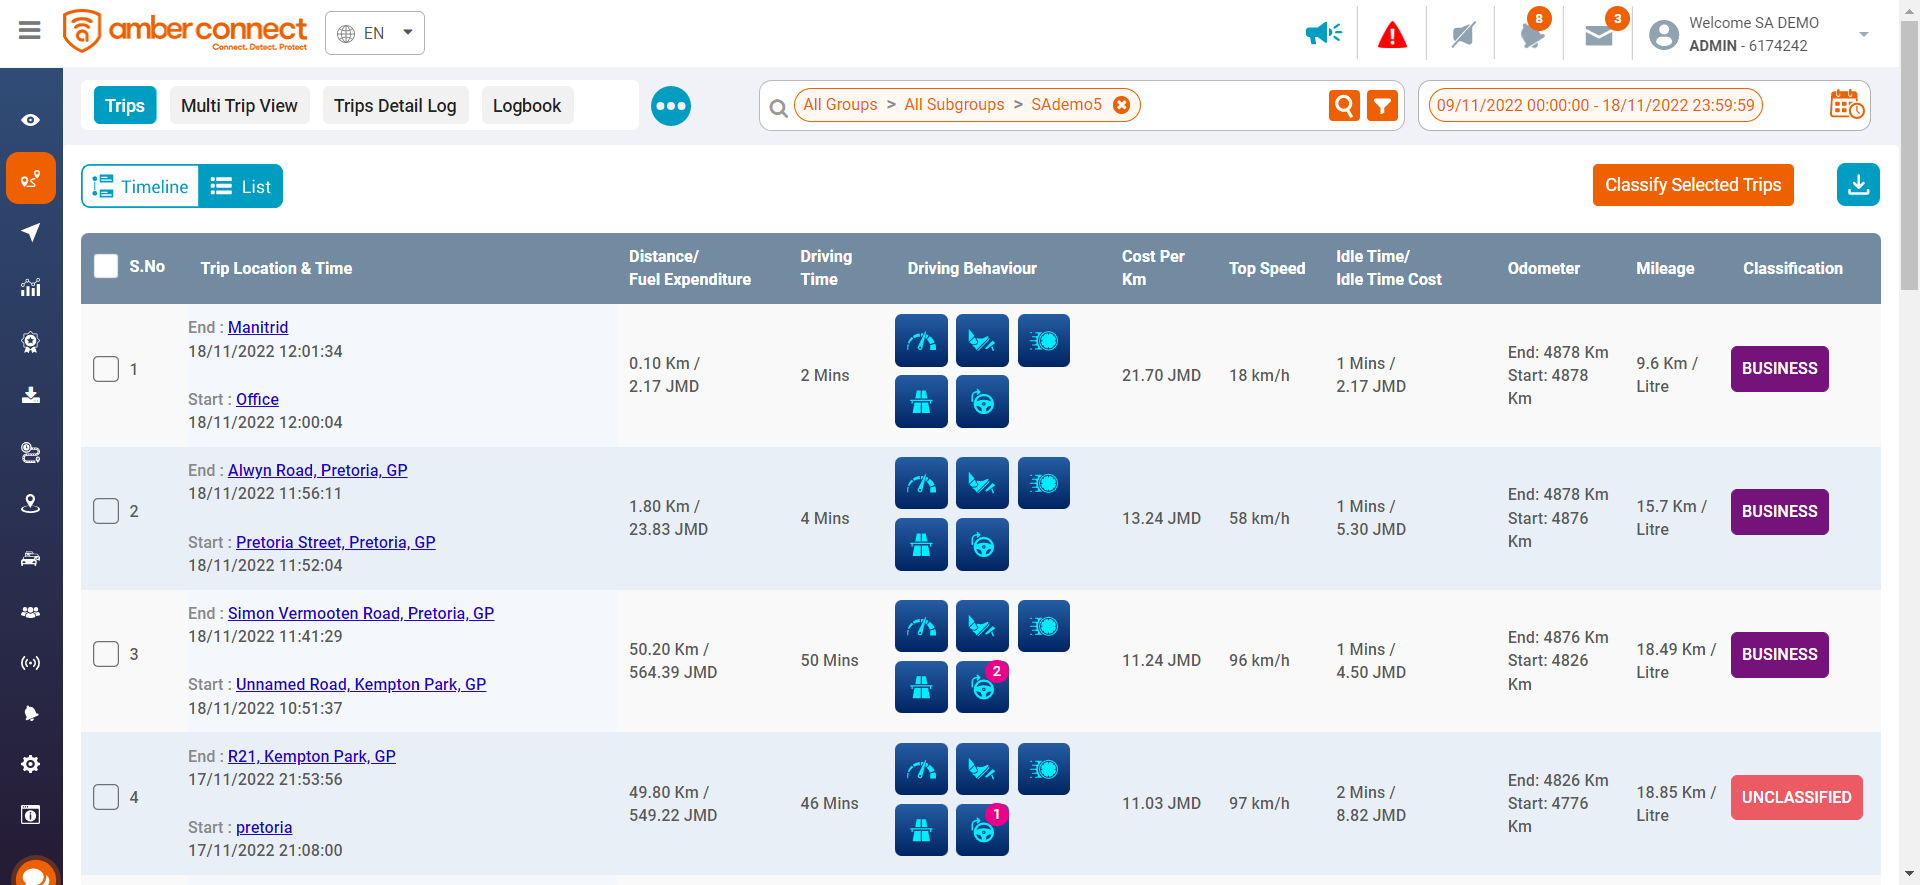 amber connect
Connect. Detect. Protect
EN
8
3
Welcome SA DEMO
ADMIN - 6174242
Trips
Multi Trip View
Trips Detail Log
Logbook
All Groups > All Subgroups > SAdemo5
09/11/2022 00:00:00 - 18/11/2022 23:59:59
Timeline
List
Classify Selected Trips
S.No
Trip Location & Time
Distance/
Fuel Expenditure
Driving
Time
Driving Behaviour
Cost Per
Km
Top Speed
Idle Time/
Idle Time Cost
Odometer
Mileage
Classification
1
End : Manitrid
18/11/2022 12:01:34
Start : Office
18/11/2022 12:00:04
0.10 Km /
2.17 JMD
2 Mins
21.70 JMD
18 km/h
1 Mins /
2.17 JMD
End: 4878 Km
Start: 4878
Km
9.6 Km /
Litre
BUSINESS
2
End : Alwyn Road, Pretoria, GP
18/11/2022 11:56:11
Start : Pretoria Street, Pretoria, GP
18/11/2022 11:52:04
1.80 Km /
23.83 JMD
4 Mins
13.24 JMD
58 km/h
1 Mins /
5.30 JMD
End: 4878 Km
Start: 4876
Km
15.7 Km /
Litre
BUSINESS
3
End : Simon Vermooten Road, Pretoria, GP
18/11/2022 11:41:29
Start : Unnamed Road, Kempton Park, GP
18/11/2022 10:51:37
50.20 Km /
564.39 JMD
50 Mins
2
11.24 JMD
96 km/h
1 Mins /
4.50 JMD
End: 4876 Km
Start: 4826
Km
18.49 Km /
Litre
BUSINESS
4
End : R21, Kempton Park, GP
17/11/2022 21:53:56
Start : pretoria
17/11/2022 21:08:00
49.80 Km /
549.22 JMD
46 Mins
1
11.03 JMD
97 km/h
2 Mins /
8.82 JMD
End: 4826 Km
Start: 4776
Km
18.85 Km /
Litre
UNCLASSIFIED